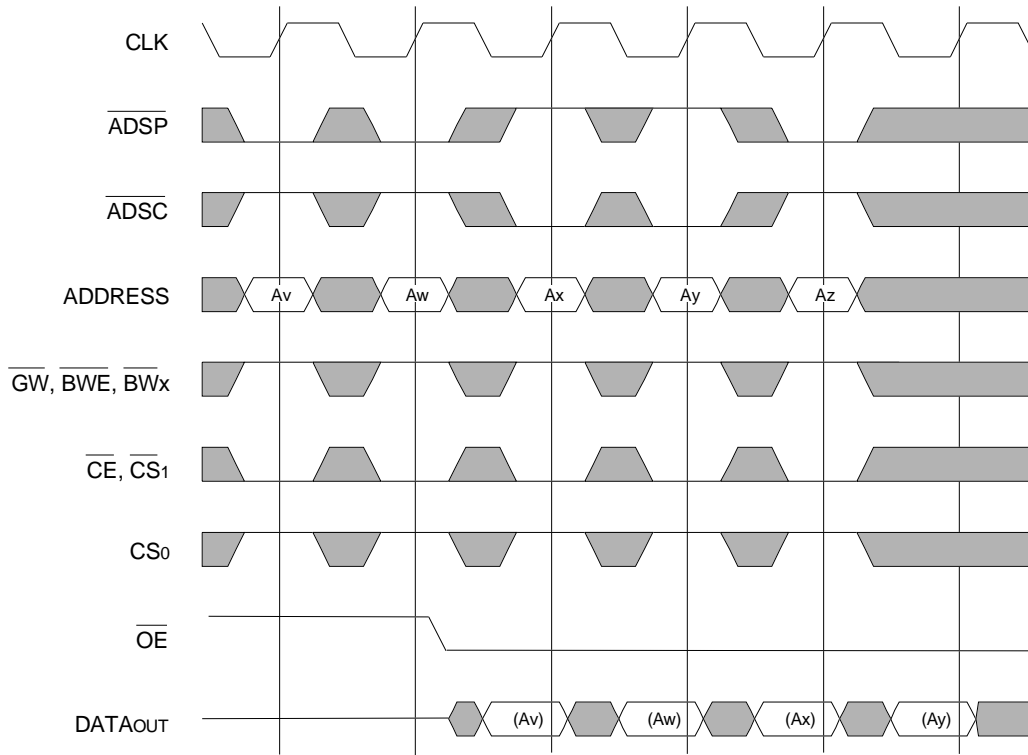 CLK
ADSP
ADSC
ADDRESS Av Aw Ax Ay Az
GW, BWE, BWx
CE, CS1
CS0
OE
DATAOUT (Av) (Aw) (Ax) (Ay)